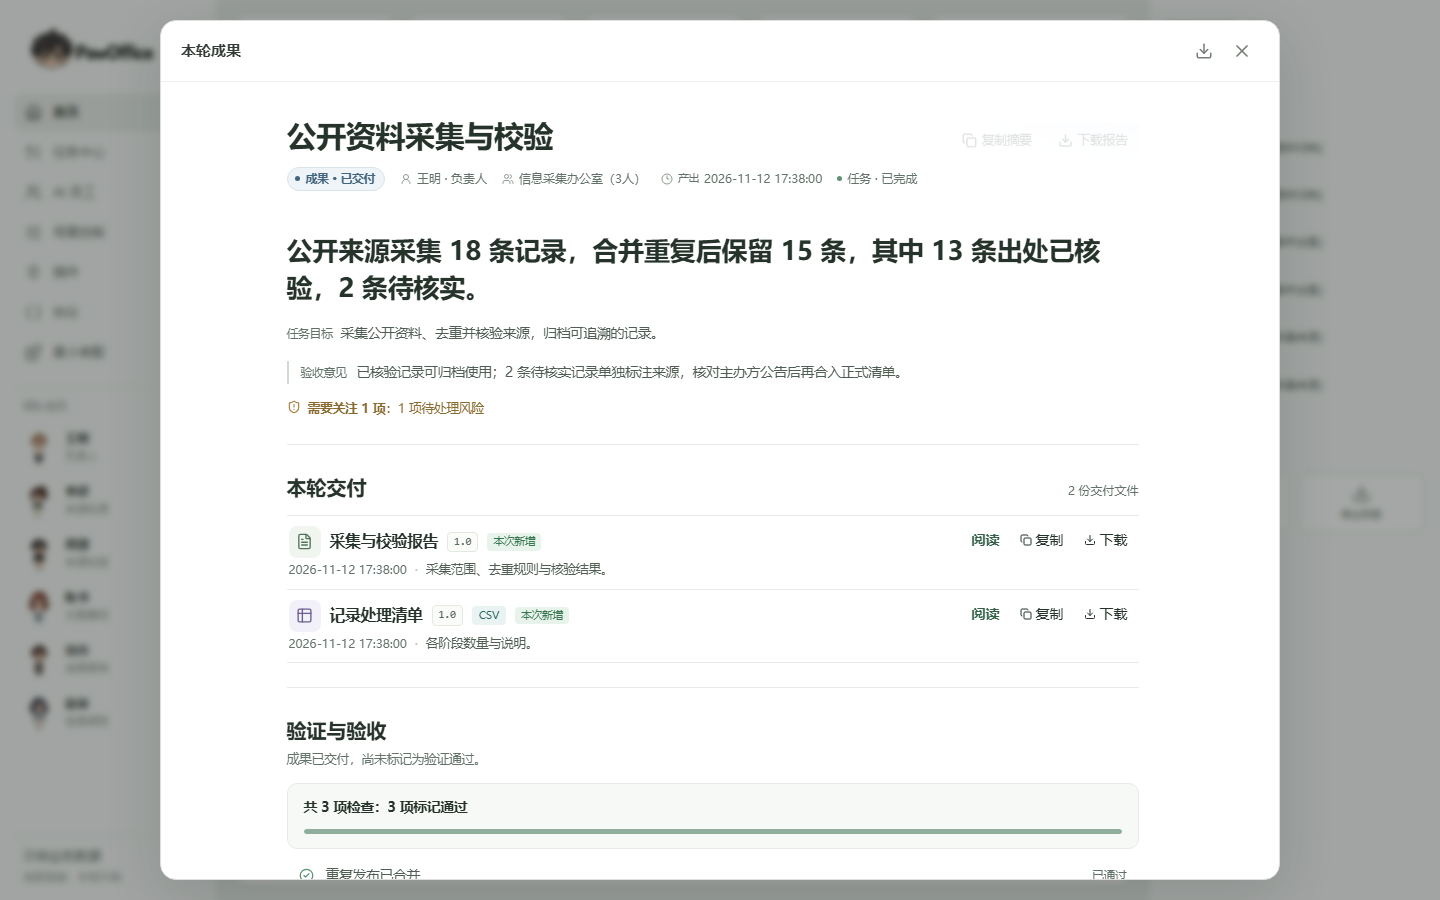 本轮成果
公开资料采集与校验
复制摘要 下载报告
成果 • 已交付 王明 · 负责人 信息采集办公室（3人） 产出 2026-11-12 17:38:00 任务 · 已完成
公开来源采集 18 条记录，合并重复后保留 15 条，其中 13 条出处已核
验，2 条待核实。
任务目标 采集公开资料、去重并核验来源，归档可追溯的记录。
验收意见 已核验记录可归档使用；2 条待核实记录单独标注来源，核对主办方公告后再合入正式清单。
需要关注 1 项：1 项待处理风险
本轮交付 2 份交付文件
采集与校验报告 1.0 本次新增 阅读 复制 下载
2026-11-12 17:38:00 · 采集范围、去重规则与核验结果。
记录处理清单 1.0 CSV 本次新增 阅读 复制 下载
2026-11-12 17:38:00 · 各阶段数量与说明。
验证与验收
成果已交付，尚未标记为验证通过。
共 3 项检查：3 项标记通过
重复发布已合并 已通过